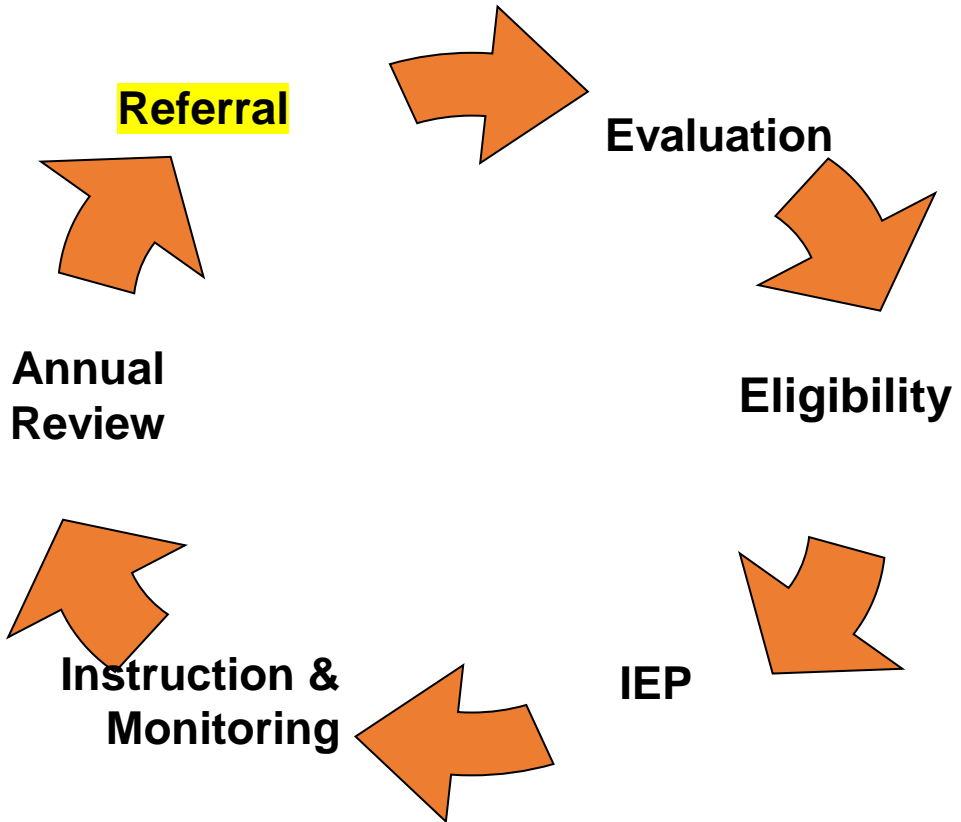 Referral
Evaluation
Eligibility
IEP
Instruction &
Monitoring
Annual
Review